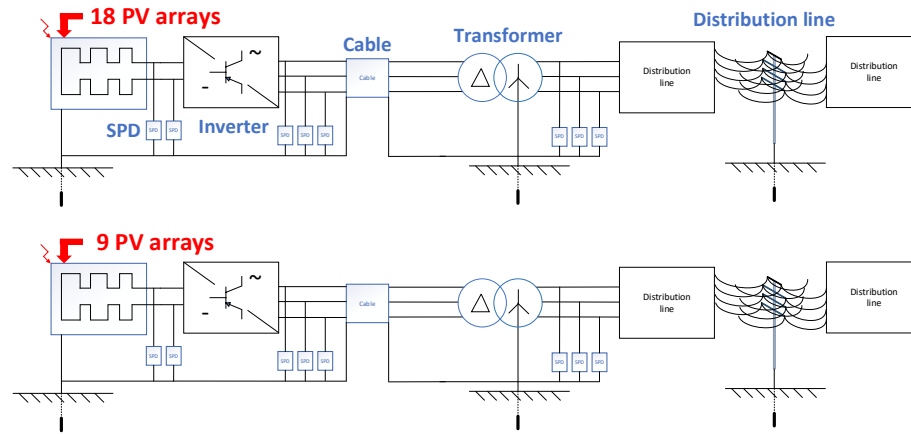 18 PV arrays
Distribution line
Transformer
Cable
~
Cable
Distribution
line
Distribution
line
-
SPD
Inverter
SPD SPD
SPD SPD SPD
SPD SPD SPD
9 PV arrays
~
Cable
Distribution
line
Distribution
line
-
SPD SPD
SPD SPD SPD
SPD SPD SPD